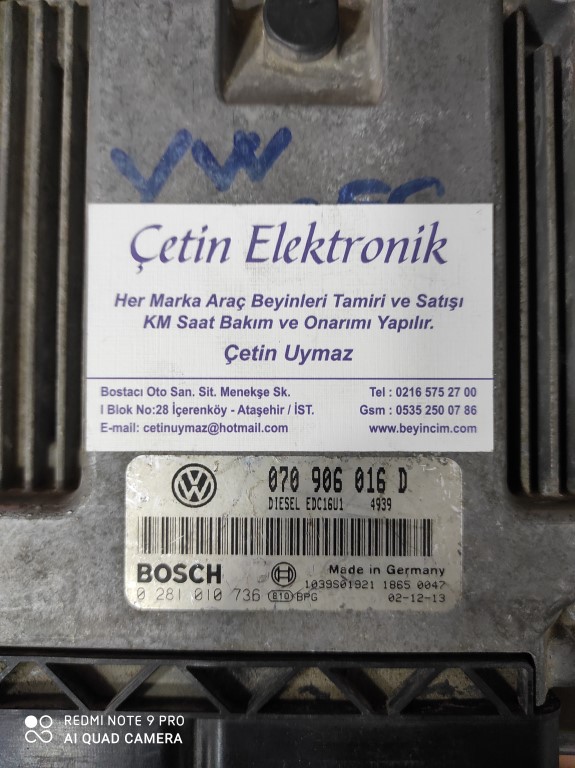 VW
Çetin Elektronik
Her Marka Araç Beyinleri Tamiri ve Satışı
KM Saat Bakım ve Onarımı Yapılır.
Çetin Uymaz
Bostacı Oto San. Sit. Menekşe Sk.
I Blok No:28 İçerenköy - Ataşehir / İST.
E-mail: cetinuymaz@hotmail.com
Tel : 0216 575 27 00
Gsm : 0535 250 07 86
www.beyincim.com
070 906 016 D
DIESEL EDC16U1 4939
BOSCH
Made in Germany
1039S01921 1865 0047
0 281 010 736 810 BPG 02-12-13
REDMI NOTE 9 PRO
AI QUAD CAMERA